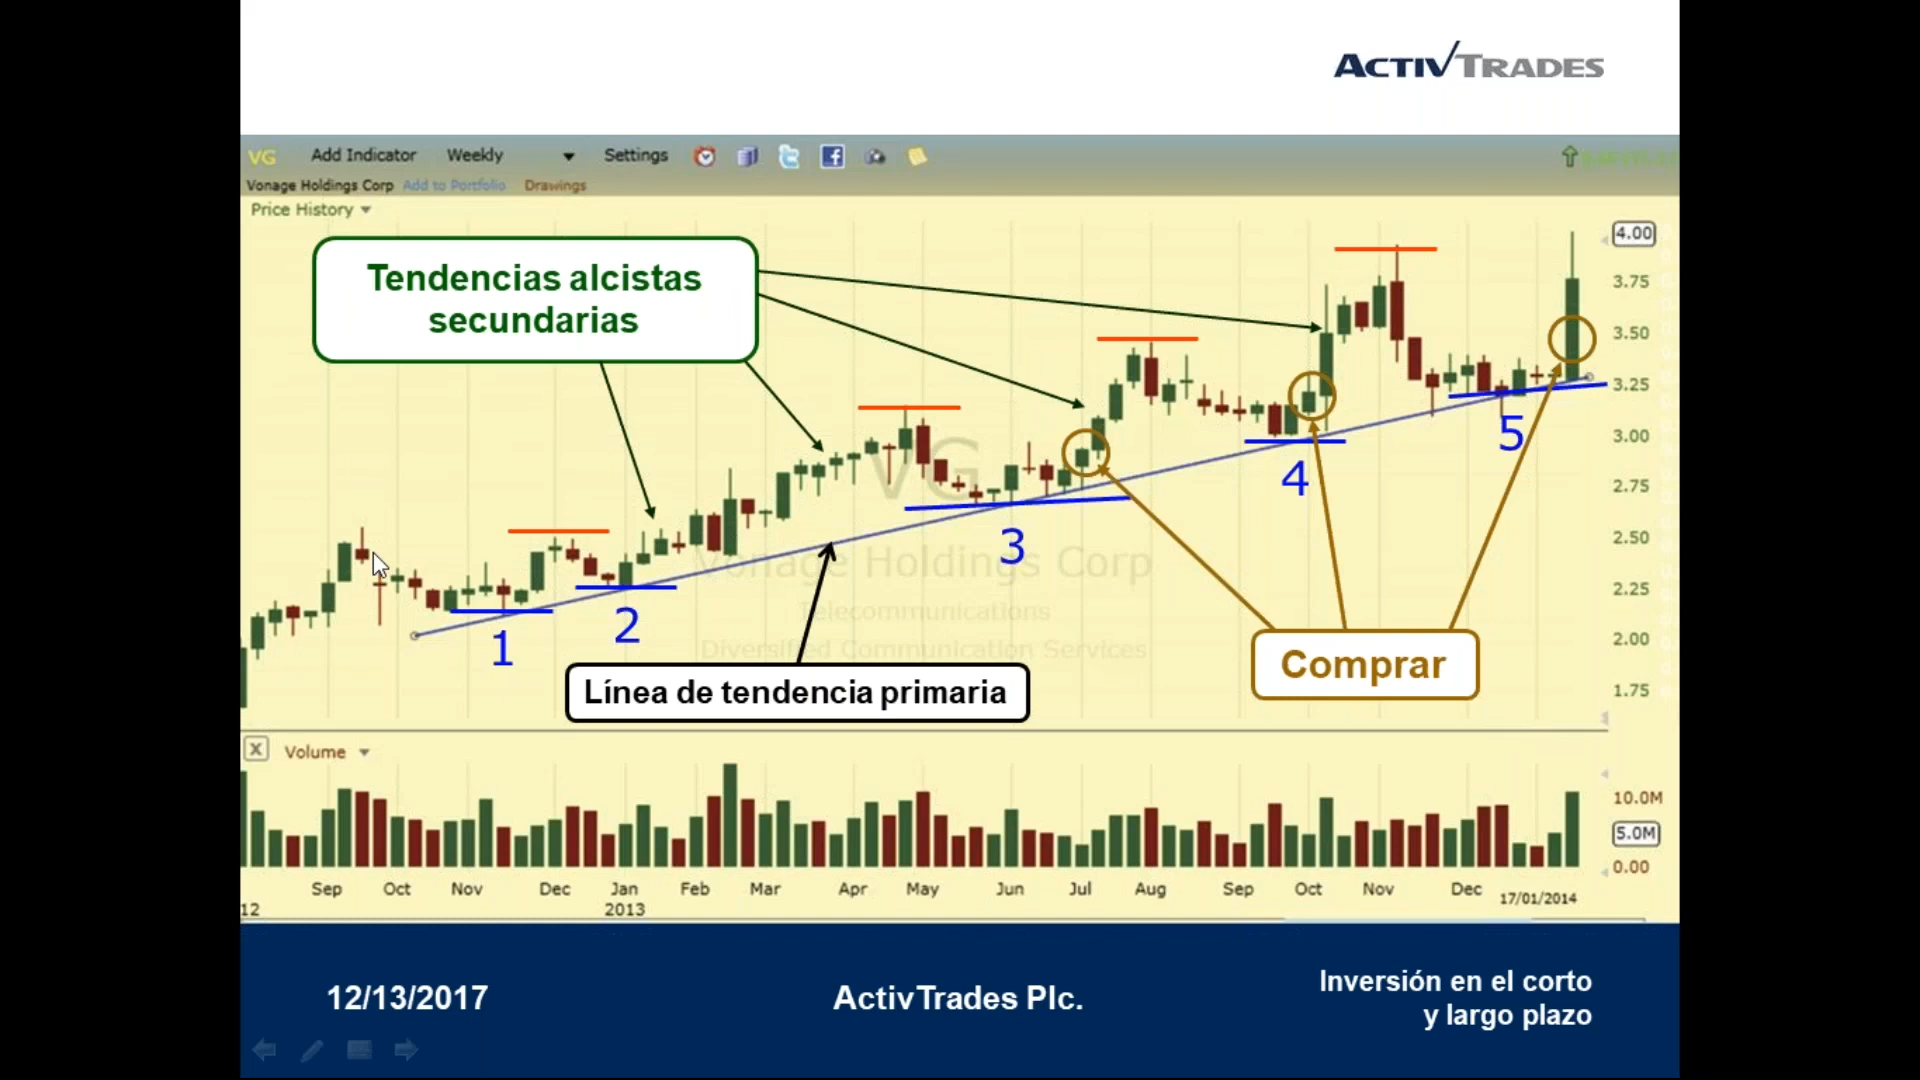 ACTIVTRADES
VG Add Indicator Weekly Settings
Vonage Holdings Corp Add to Portfolio Drawings
Price History
4.00
3.75
3.50
3.25
3.00
2.75
2.50
2.25
2.00
1.75
Tendencias alcistas
secundarias
VG
Vonage Holdings Corp
Telecommunications
Diversified Communication Services
1
2
3
4
5
Línea de tendencia primaria
Comprar
X Volume
10.0M
5.0M
0.00
Sep Oct Nov Dec Jan Feb Mar Apr May Jun Jul Aug Sep Oct Nov Dec 17/01/2014
12 2013
12/13/2017
ActivTrades Plc.
Inversión en el corto
y largo plazo